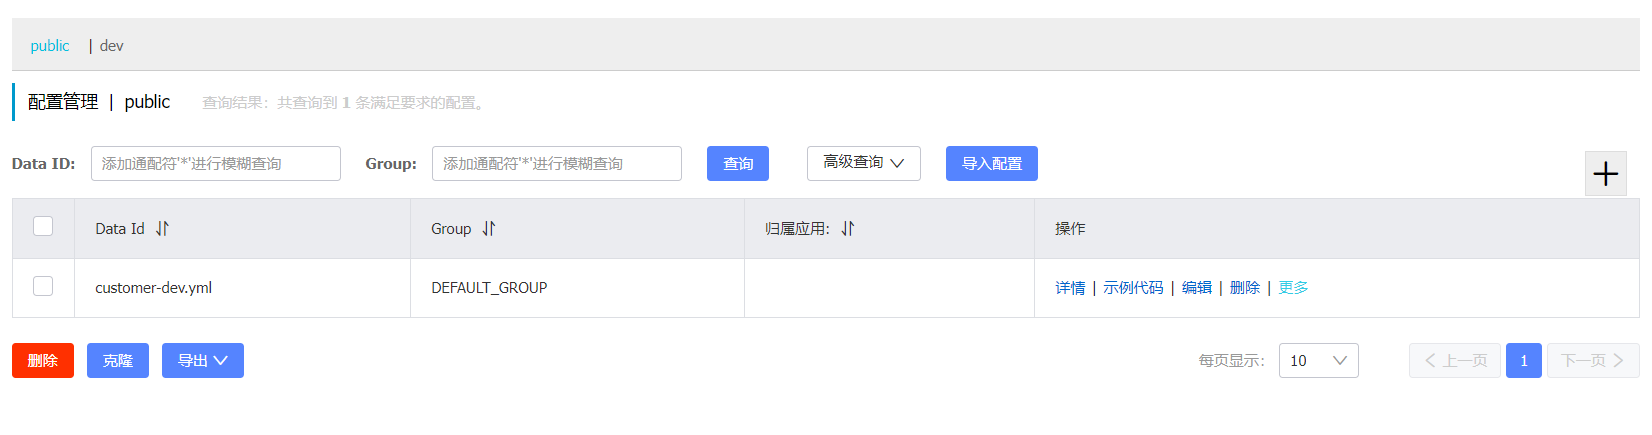 public | dev
配置管理 | public 查询结果：共查询到 1 条满足要求的配置。
Data ID: 添加通配符'*'进行模糊查询 Group: 添加通配符'*'进行模糊查询 查询 高级查询 导入配置
Data Id Group 归属应用: 操作
customer-dev.yml DEFAULT_GROUP 详情 | 示例代码 | 编辑 | 删除 | 更多
删除 克隆 导出 每页显示: 10 上一页 1 下一页